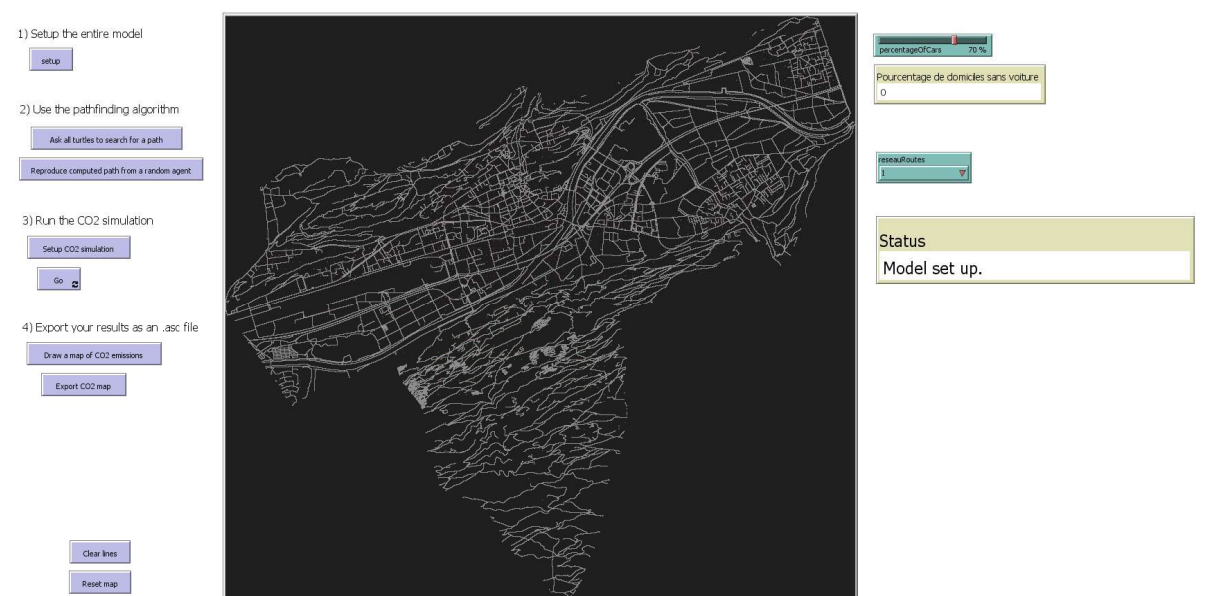 1) Setup the entire model
setup
2) Use the pathfinding algorithm
Ask all turtles to search for a path
Reproduce computed path from a random agent
3) Run the CO2 simulation
Setup CO2 simulation
Go
4) Export your results as an .asc file
Draw a map of CO2 emissions
Export CO2 map
Clear lines
Reset map
percentageOfCars 70 %
Pourcentage de domiciles sans voiture
0
reseauRoutes
1
Status
Model set up.